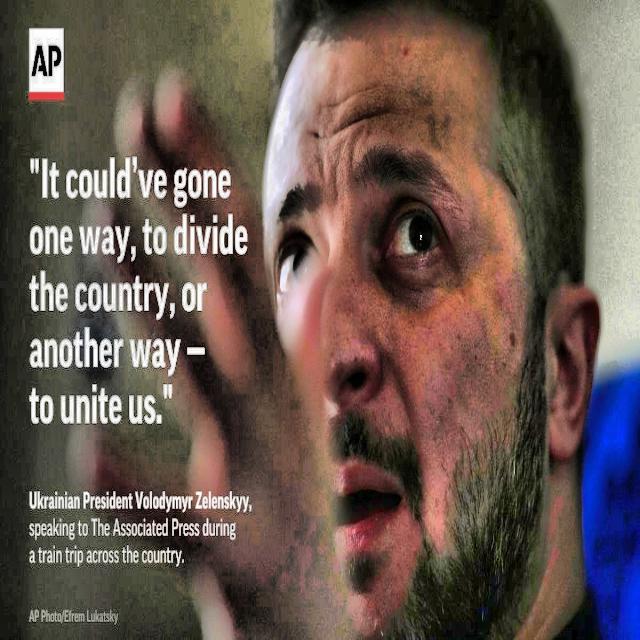 AP
"It could've gone
one way, to divide
the country, or
another way –
to unite us."
Ukrainian President Volodymyr Zelenskyy,
speaking to The Associated Press during
a train trip across the country.
AP Photo/Efrem Lukatsky